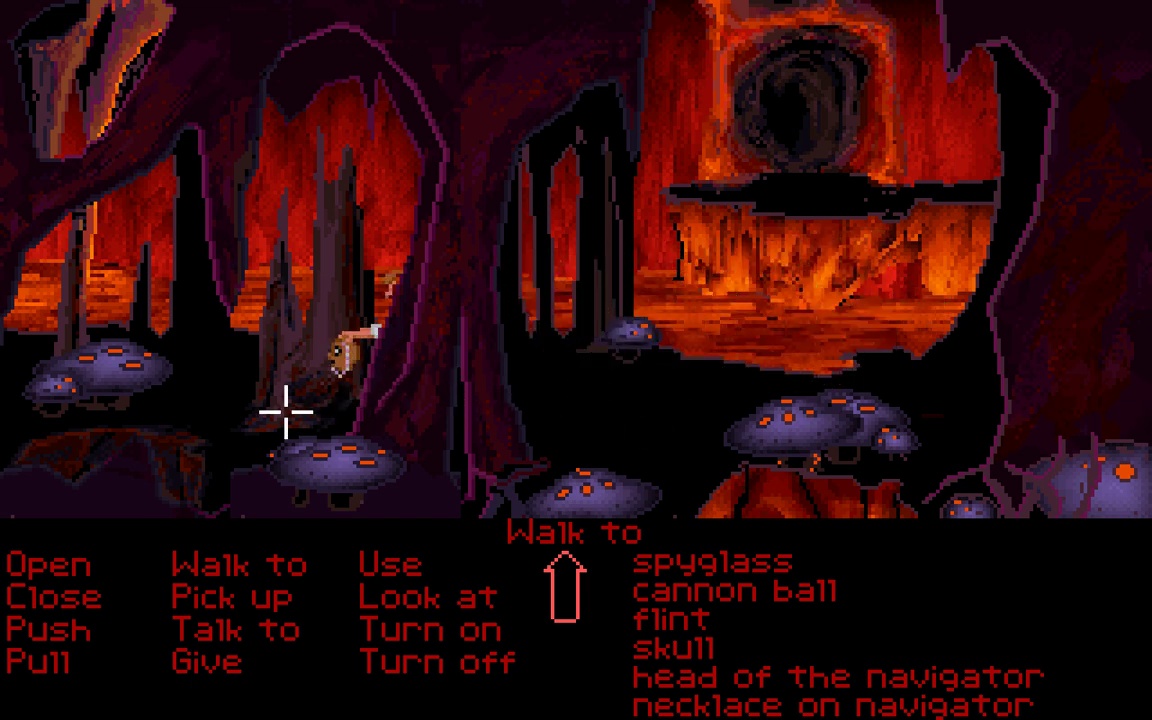 Walk to
Open Walk to Use
Close Pick up Look at
Push Talk to Turn on
Pull Give Turn off
spyglass
cannon ball
flint
skull
head of the navigator
necklace on navigator